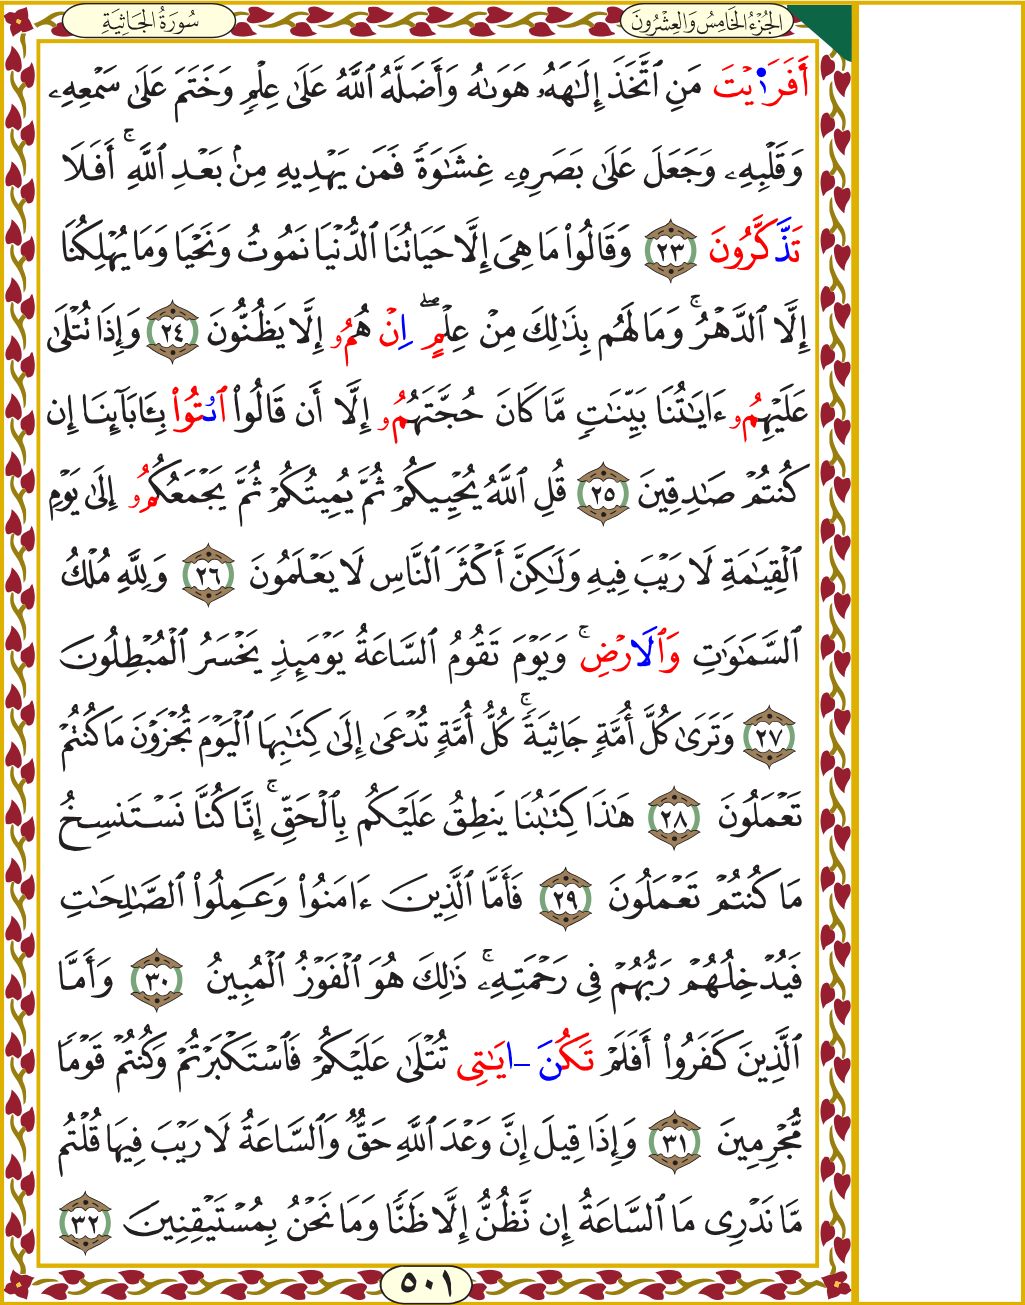 الجُزْءُ الخَامِسُ وَالعِشْرُونَ
سُورَةُ الجَاثِيَةِ
أَفَرَٰيْتَ مَنِ ٱتَّخَذَ إِلَٰهَهُۥ هَوَىٰهُ وَأَضَلَّهُ ٱللَّهُ عَلَىٰ عِلْمٖ وَخَتَمَ عَلَىٰ سَمْعِهِۦ
وَقَلْبِهِۦ وَجَعَلَ عَلَىٰ بَصَرِهِۦ غِشَٰوَةٗ فَمَن يَهْدِيهِ مِنۢ بَعْدِ ٱللَّهِۚ أَفَلَا
تَذَّكَّرُونَ ٢٣ وَقَالُواْ مَا هِىَ إِلَّا حَيَاتُنَا ٱلدُّنْيَا نَمُوتُ وَنَحْيَا وَمَا يُهْلِكُنَا
إِلَّا ٱلدَّهْرُۚ وَمَا لَهُم بِذَٰلِكَ مِنْ عِلْمٍۖ اِنْ هُمُۥ إِلَّا يَظُنُّونَ ٢٤ وَإِذَا تُتْلَىٰ
عَلَيْهِمُۥ ءَايَٰتُنَا بَيِّنَٰتٖ مَّا كَانَ حُجَّتَهُمُۥ إِلَّا أَن قَالُواْ ٱئْتُواْ بِـَٔابَآئِنَا إِن
كُنتُمْ صَٰدِقِينَ ٢٥ قُلِ ٱللَّهُ يُحْيِيكُمْ ثُمَّ يُمِيتُكُمْ ثُمَّ يَجْمَعُكُمُۥ إِلَىٰ يَوْمِ
ٱلْقِيَٰمَةِ لَا رَيْبَ فِيهِ وَلَٰكِنَّ أَكْثَرَ ٱلنَّاسِ لَا يَعْلَمُونَ ٢٦ وَلِلَّهِ مُلْكُ
ٱلسَّمَٰوَٰتِ وَٱلَارْضِۚ وَيَوْمَ تَقُومُ ٱلسَّاعَةُ يَوْمَئِذٖ يَخْسَرُ ٱلْمُبْطِلُونَ
٢٧ وَتَرَىٰ كُلَّ أُمَّةٖ جَاثِيَةٗۚ كُلُّ أُمَّةٖ تُدْعَىٰ إِلَىٰ كِتَٰبِهَا ٱلْيَوْمَ تُجْزَوْنَ مَا كُنتُمْ
تَعْمَلُونَ ٢٨ هَٰذَا كِتَٰبُنَا يَنطِقُ عَلَيْكُم بِٱلْحَقِّۚ إِنَّا كُنَّا نَسْتَنسِخُ
مَا كُنتُمْ تَعْمَلُونَ ٢٩ فَأَمَّا ٱلَّذِينَ ءَامَنُواْ وَعَمِلُواْ ٱلصَّٰلِحَٰتِ
فَيُدْخِلُهُمْ رَبُّهُمْ فِى رَحْمَتِهِۦۚ ذَٰلِكَ هُوَ ٱلْفَوْزُ ٱلْمُبِينُ ٣٠ وَأَمَّا
ٱلَّذِينَ كَفَرُواْ أَفَلَمْ تَكُنَ ـايَٰتِى تُتْلَىٰ عَلَيْكُمْ فَٱسْتَكْبَرْتُمْ وَكُنتُمْ قَوْمٗا
مُّجْرِمِينَ ٣١ وَإِذَا قِيلَ إِنَّ وَعْدَ ٱللَّهِ حَقّٞ وَٱلسَّاعَةُ لَا رَيْبَ فِيهَا قُلْتُم
مَّا نَدْرِى مَا ٱلسَّاعَةُ إِن نَّظُنُّ إِلَّا ظَنّٗا وَمَا نَحْنُ بِمُسْتَيْقِنِينَ ٣٢
٥٠١